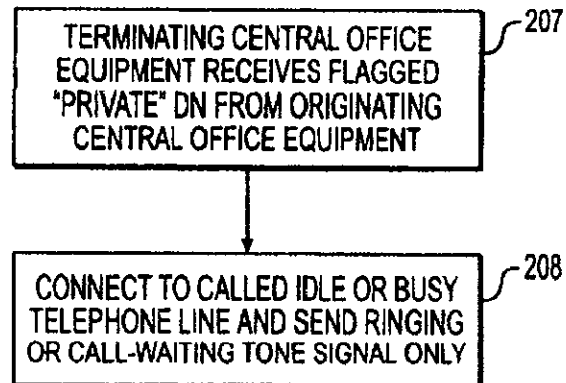 TERMINATING CENTRAL OFFICE
EQUIPMENT RECEIVES FLAGGED
"PRIVATE" DN FROM ORIGINATING
CENTRAL OFFICE EQUIPMENT
207
CONNECT TO CALLED IDLE OR BUSY
TELEPHONE LINE AND SEND RINGING
OR CALL-WAITING TONE SIGNAL ONLY
208